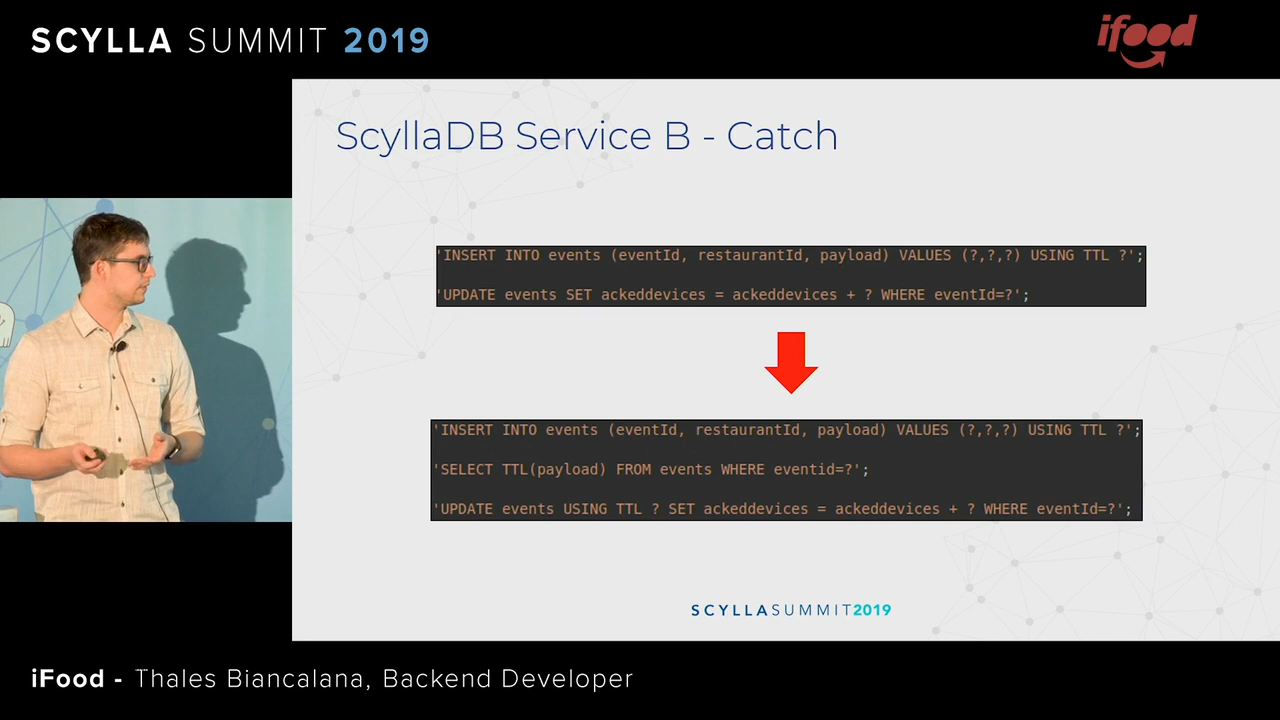 SCYLLA SUMMIT 2019
ifood
ScyllaDB Service B - Catch
'INSERT INTO events (eventId, restaurantId, payload) VALUES (?,?,?) USING TTL ?';
'UPDATE events SET ackeddevices = ackeddevices + ? WHERE eventId=?';
'INSERT INTO events (eventId, restaurantId, payload) VALUES (?,?,?) USING TTL ?';
'SELECT TTL(payload) FROM events WHERE eventid=?';
'UPDATE events USING TTL ? SET ackeddevices = ackeddevices + ? WHERE eventId=?';
SCYLLASUMMIT2019
iFood - Thales Biancalana, Backend Developer